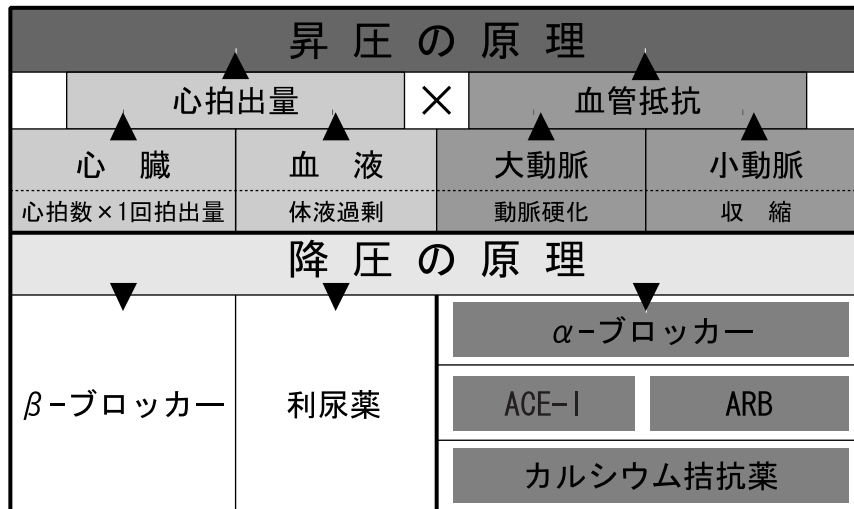 昇圧の原理
心拍出量 × 血管抵抗
心臓 血液 大動脈 小動脈
心拍数×1回拍出量 体液過剰 動脈硬化 収縮
降圧の原理
β-ブロッカー 利尿薬
α-ブロッカー
ACE-I ARB
カルシウム拮抗薬